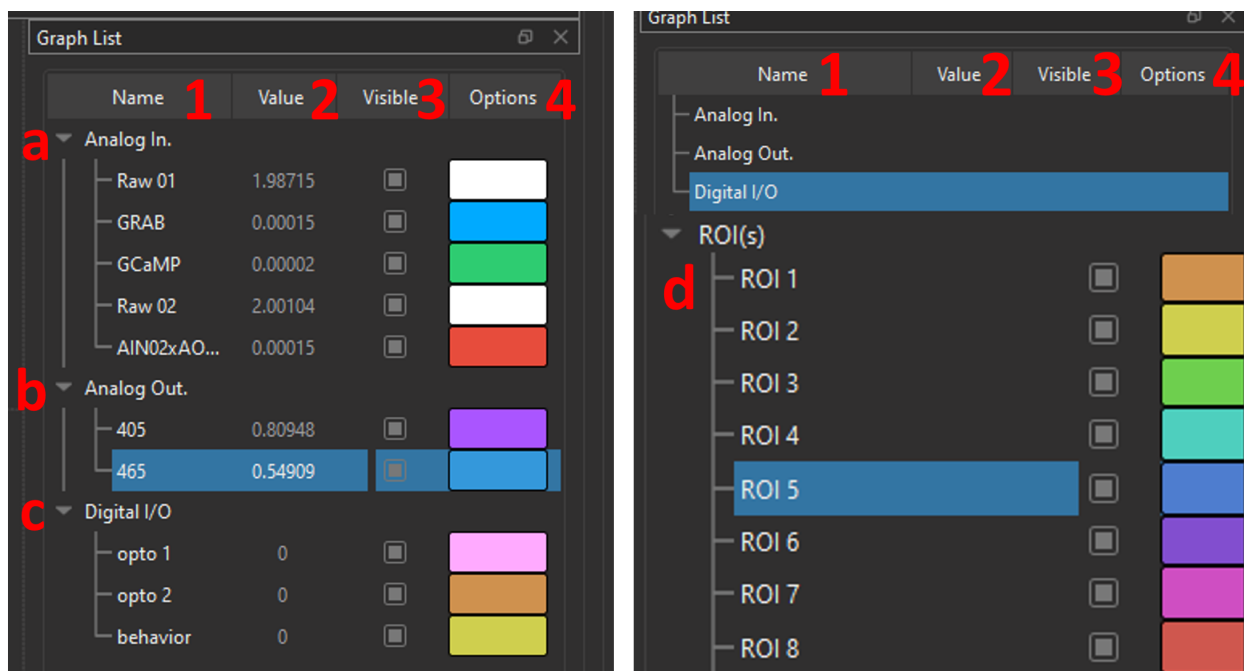 Graph List
Name 1 Value 2 Visible 3 Options 4
a Analog In.
Raw 01 1.98715
GRAB 0.00015
GCaMP 0.00002
Raw 02 2.00104
AIN02xAO... 0.00015
b Analog Out.
405 0.80948
465 0.54909
c Digital I/O
opto 1 0
opto 2 0
behavior 0
Graph List
Name 1 Value 2 Visible 3 Options 4
Analog In.
Analog Out.
Digital I/O
ROI(s)
d ROI 1
ROI 2
ROI 3
ROI 4
ROI 5
ROI 6
ROI 7
ROI 8